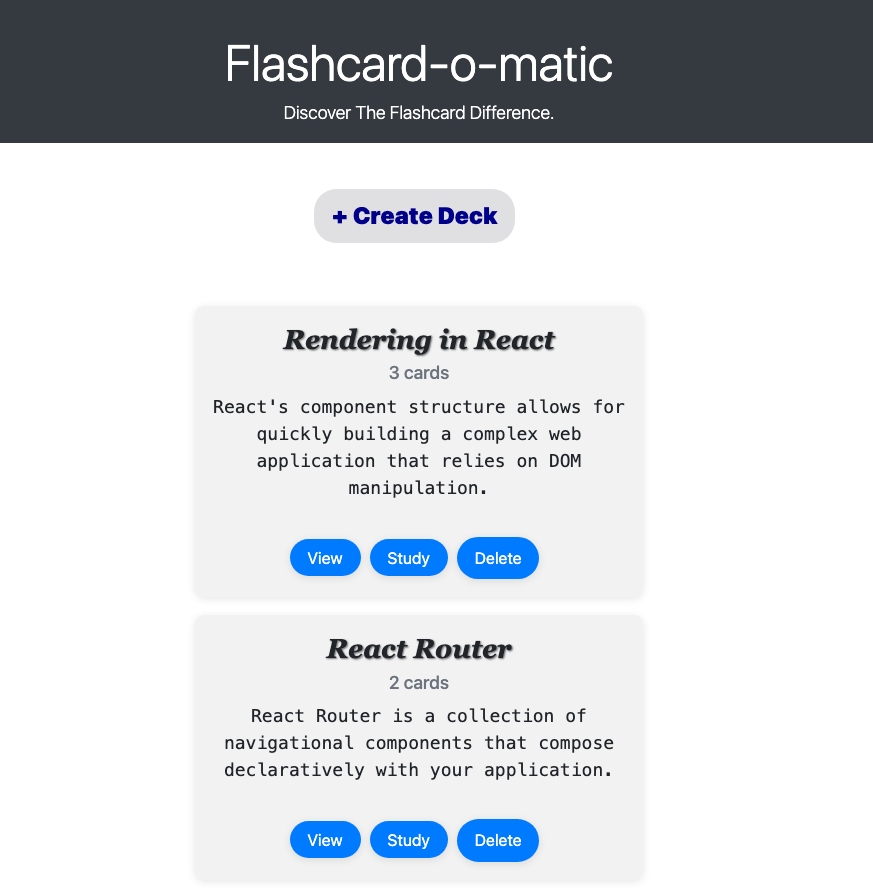 Flashcard-o-matic
Discover The Flashcard Difference.
+ Create Deck
Rendering in React
3 cards
React's component structure allows for
quickly building a complex web
application that relies on DOM
manipulation.
View Study Delete
React Router
2 cards
React Router is a collection of
navigational components that compose
declaratively with your application.
View Study Delete